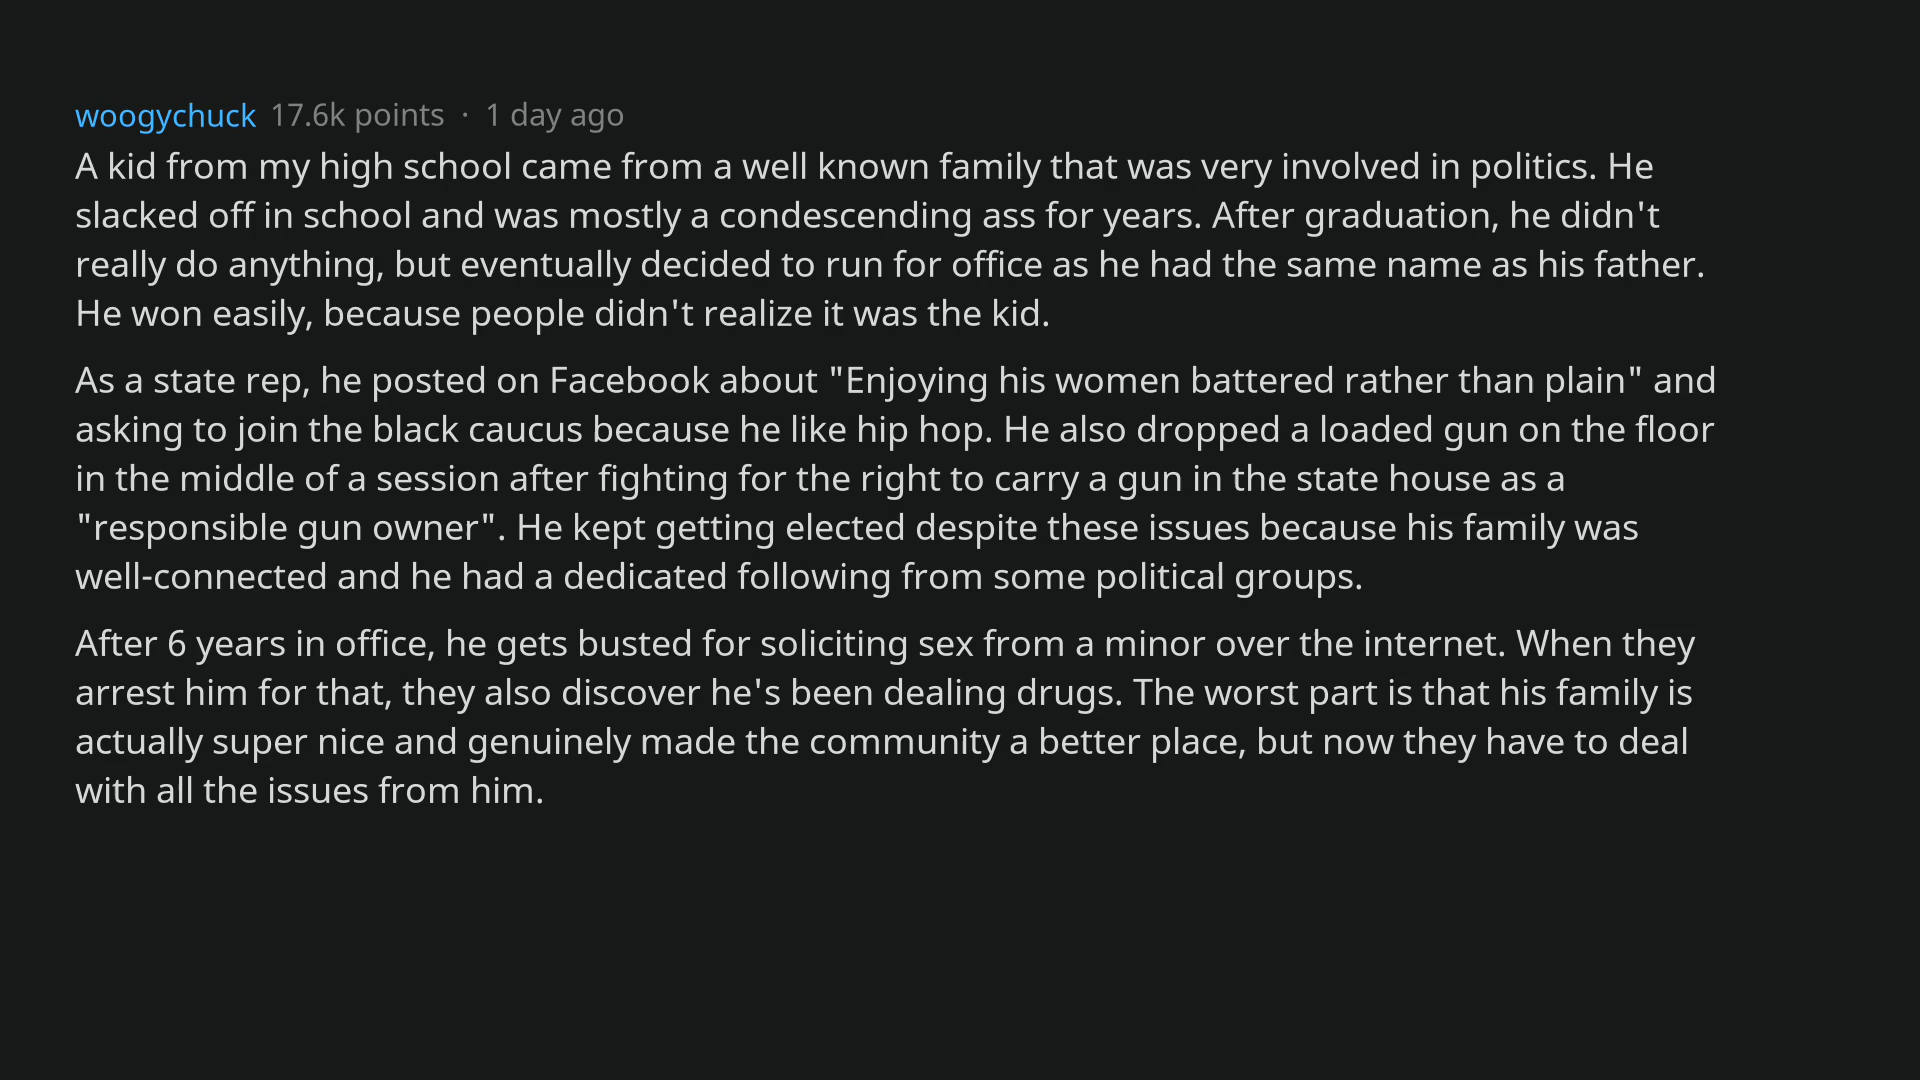 woogychuck 17.6k points · 1 day ago
A kid from my high school came from a well known family that was very involved in politics. He
slacked off in school and was mostly a condescending ass for years. After graduation, he didn't
really do anything, but eventually decided to run for office as he had the same name as his father.
He won easily, because people didn't realize it was the kid.
As a state rep, he posted on Facebook about "Enjoying his women battered rather than plain" and
asking to join the black caucus because he like hip hop. He also dropped a loaded gun on the floor
in the middle of a session after fighting for the right to carry a gun in the state house as a
"responsible gun owner". He kept getting elected despite these issues because his family was
well-connected and he had a dedicated following from some political groups.
After 6 years in office, he gets busted for soliciting sex from a minor over the internet. When they
arrest him for that, they also discover he's been dealing drugs. The worst part is that his family is
actually super nice and genuinely made the community a better place, but now they have to deal
with all the issues from him.